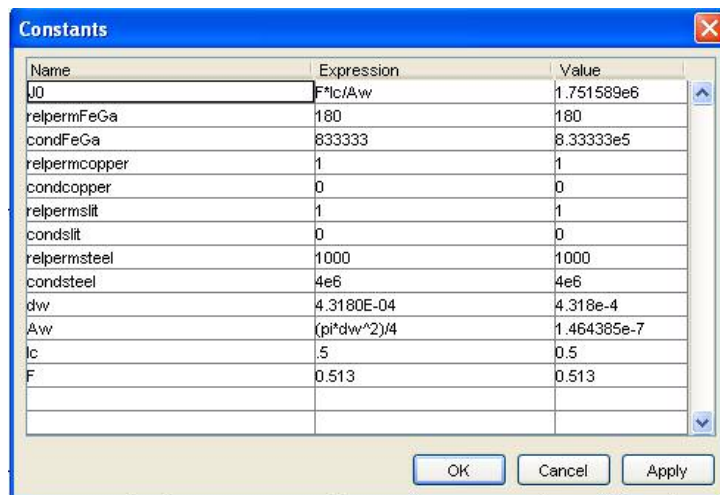 Constants
Name Expression Value
J0 F*Ic/Aw 1.751589e6
relpermFeGa 180 180
condFeGa 833333 8.33333e5
relpermcopper 1 1
condcopper 0 0
relpermslit 1 1
condslit 0 0
relpermsteel 1000 1000
condsteel 4e6 4e6
dw 4.3180E-04 4.318e-4
Aw (pi*dw^2)/4 1.464385e-7
Ic .5 0.5
F 0.513 0.513
OK Cancel Apply